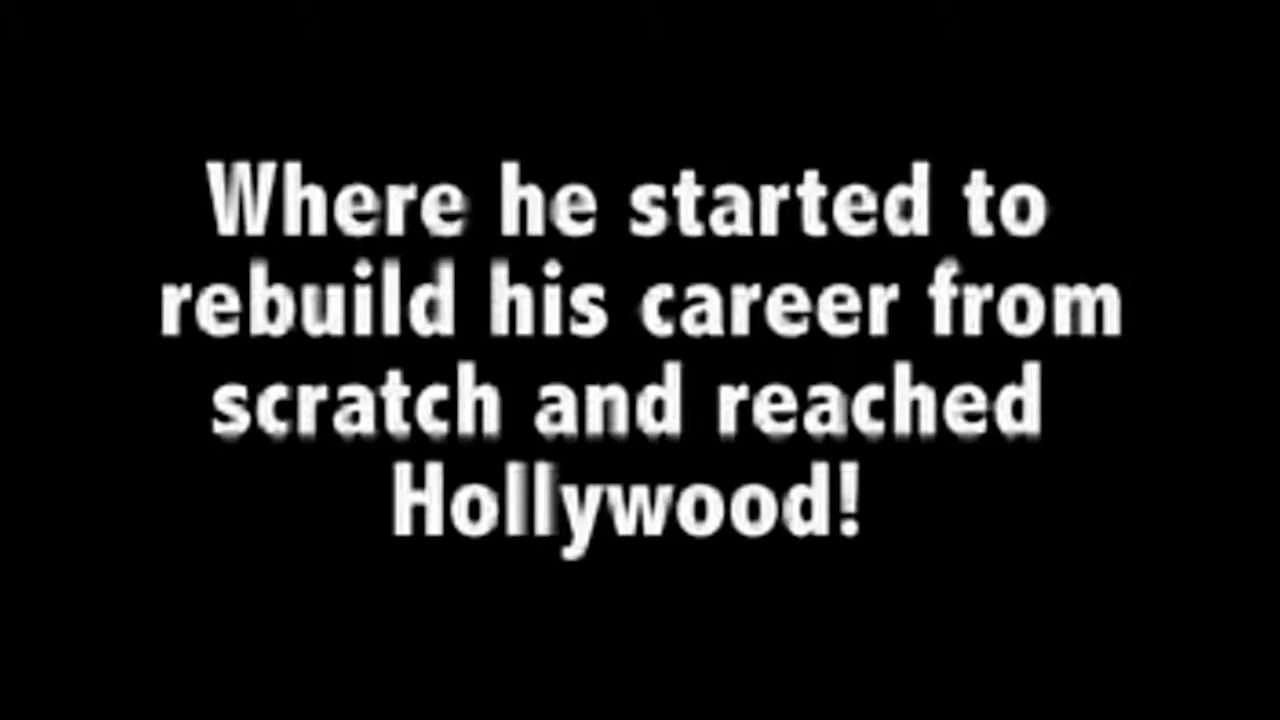 Where he started to
rebuild his career from
scratch and reached
Hollywood!